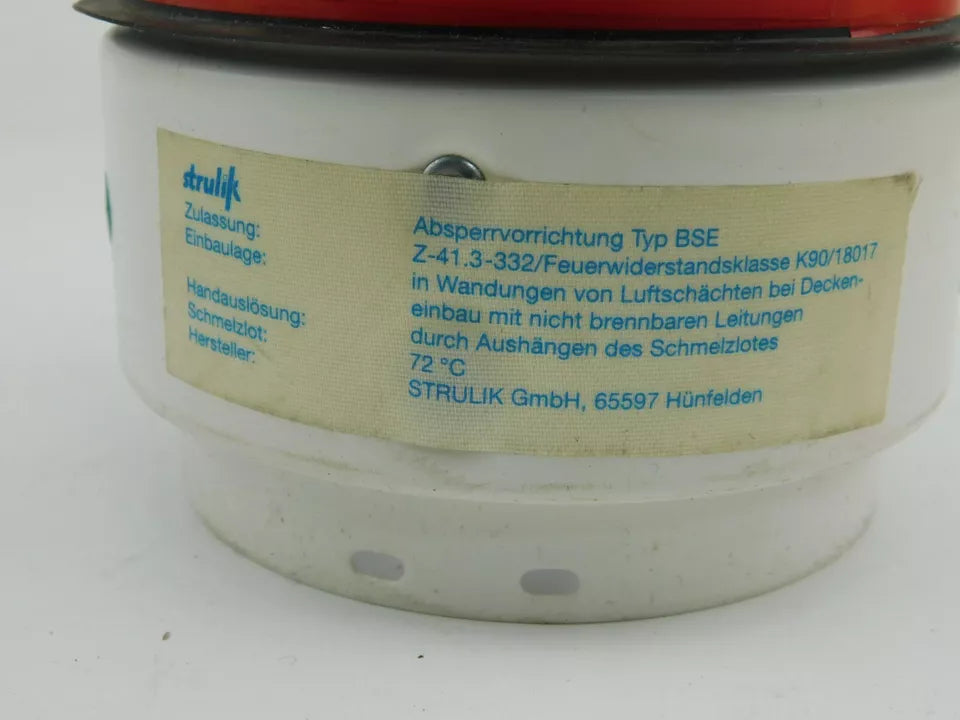 strulik Absperrvorrichtung Typ BSE
Zulassung: Z-41.3-332/Feuerwiderstandsklasse K90/18017
Einbaulage: in Wandungen von Luftschächten bei Decken-
einbau mit nicht brennbaren Leitungen
Handauslösung: durch Aushängen des Schmelzlotes
Schmelzlot: 72 °C
Hersteller: STRULIK GmbH, 65597 Hünfelden